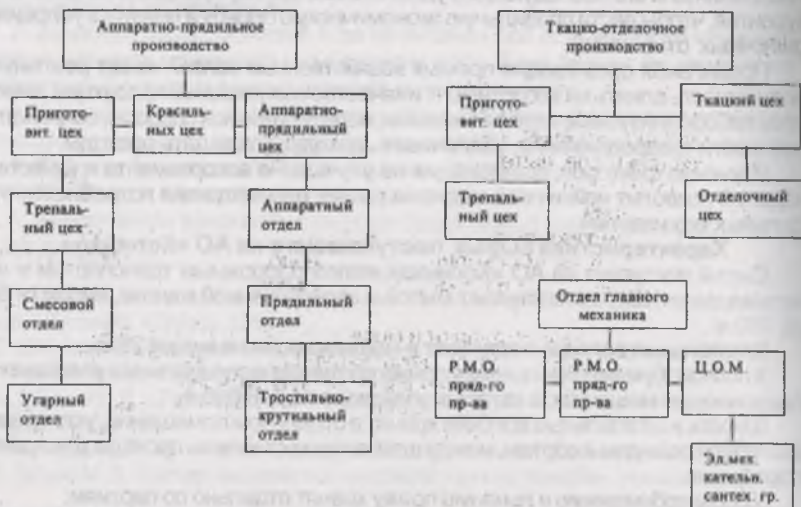 Аппаратно-прядильное
производство
Ткацко-отделочное
производство
Пригото-
вит. цех
Красиль-
ных цех
Аппаратно-
прядильный
цех
Пригото-
вит. цех
Ткацкий цех
Трепаль-
ный цех
Аппаратный
отдел
Трепаль-
ный цех
Отделочный
цех
Смесовой
отдел
Прядильный
отдел
Отдел главного
механика
Угарный
отдел
Тростильно-
крутильный
отдел
Р.М.О.
пряд-го
пр-ва
Р.М.О.
пряд-го
пр-ва
Ц.О.М.
Эл.мех.
кательн.
сантех. гр.